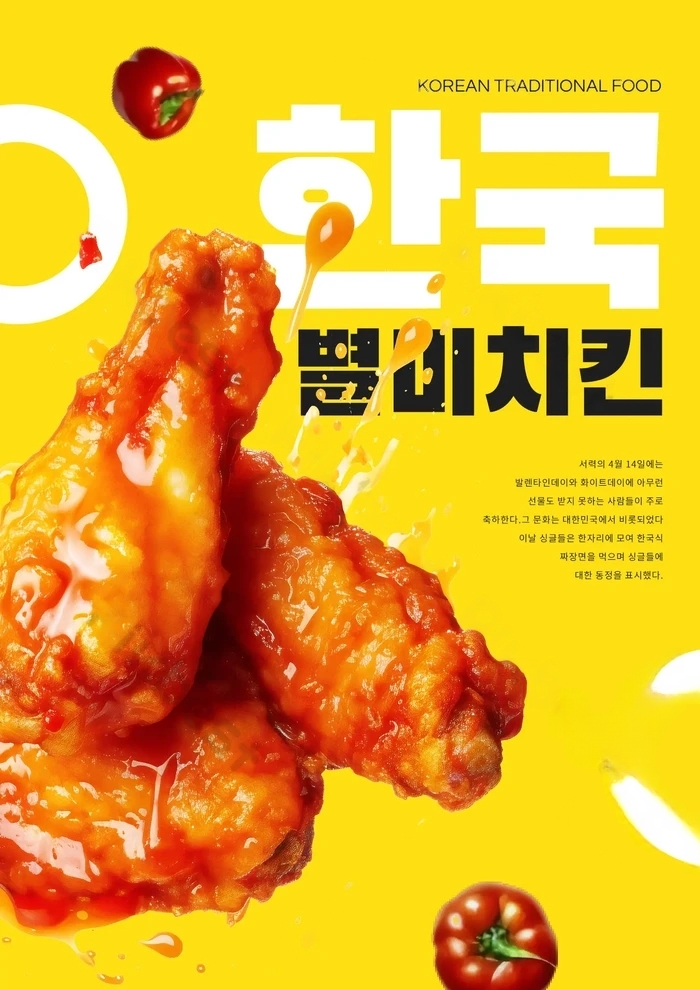 KOREAN TRADITIONAL FOOD
한국
별미치킨
서력의 4월 14일에는
발렌타인데이와 화이트데이에 아무런
선물도 받지 못하는 사람들이 주로
축하한다.그 문화는 대한민국에서 비롯되었다
이날 싱글들은 한자리에 모여 한국식
짜장면을 먹으며 싱글들에
대한 동정을 표시했다.